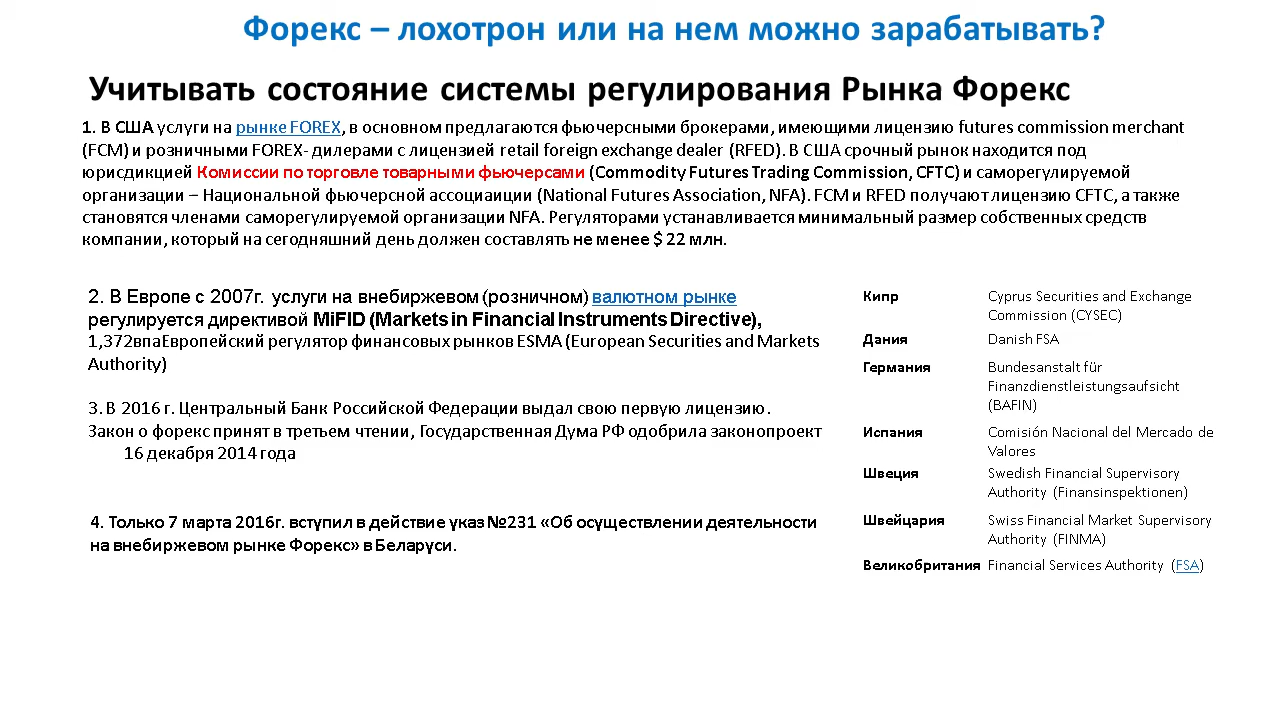 Форекс – лохотрон или на нем можно зарабатывать?
Учитывать состояние системы регулирования Рынка Форекс
1. В США услуги на рынке FOREX, в основном предлагаются фьючерсными брокерами, имеющими лицензию futures commission merchant
(FCM) и розничными FOREX- дилерами с лицензией retail foreign exchange dealer (RFED). В США срочный рынок находится под
юрисдикцией Комиссии по торговле товарными фьючерсами (Commodity Futures Trading Commission, CFTC) и саморегулируемой
организации – Национальной фьючерсной ассоциаиции (National Futures Association, NFA). FCM и RFED получают лицензию CFTC, а также
становятся членами саморегулируемой организации NFA. Регуляторами устанавливается минимальный размер собственных средств
компании, который на сегодняшний день должен составлять не менее $ 22 млн.
2. В Европе с 2007г. услуги на внебиржевом (розничном) валютном рынке
регулируется директивой MiFID (Markets in Financial Instruments Directive),
1,372впаЕвропейский регулятор финансовых рынков ESMA (European Securities and Markets
Authority)
3. В 2016 г. Центральный Банк Российской Федерации выдал свою первую лицензию.
Закон о форекс принят в третьем чтении, Государственная Дума РФ одобрила законопроект
16 декабря 2014 года
4. Только 7 марта 2016г. вступил в действие указ №231 «Об осуществлении деятельности
на внебиржевом рынке Форекс» в Беларуси.
Кипр Cyprus Securities and Exchange
Commission (CYSEC)
Дания Danish FSA
Германия Bundesanstalt für
Finanzdienstleistungsaufsicht
(BAFIN)
Испания Comisión Nacional del Mercado de
Valores
Швеция Swedish Financial Supervisory
Authority (Finansinspektionen)
Швейцария Swiss Financial Market Supervisory
Authority (FINMA)
Великобритания Financial Services Authority (FSA)